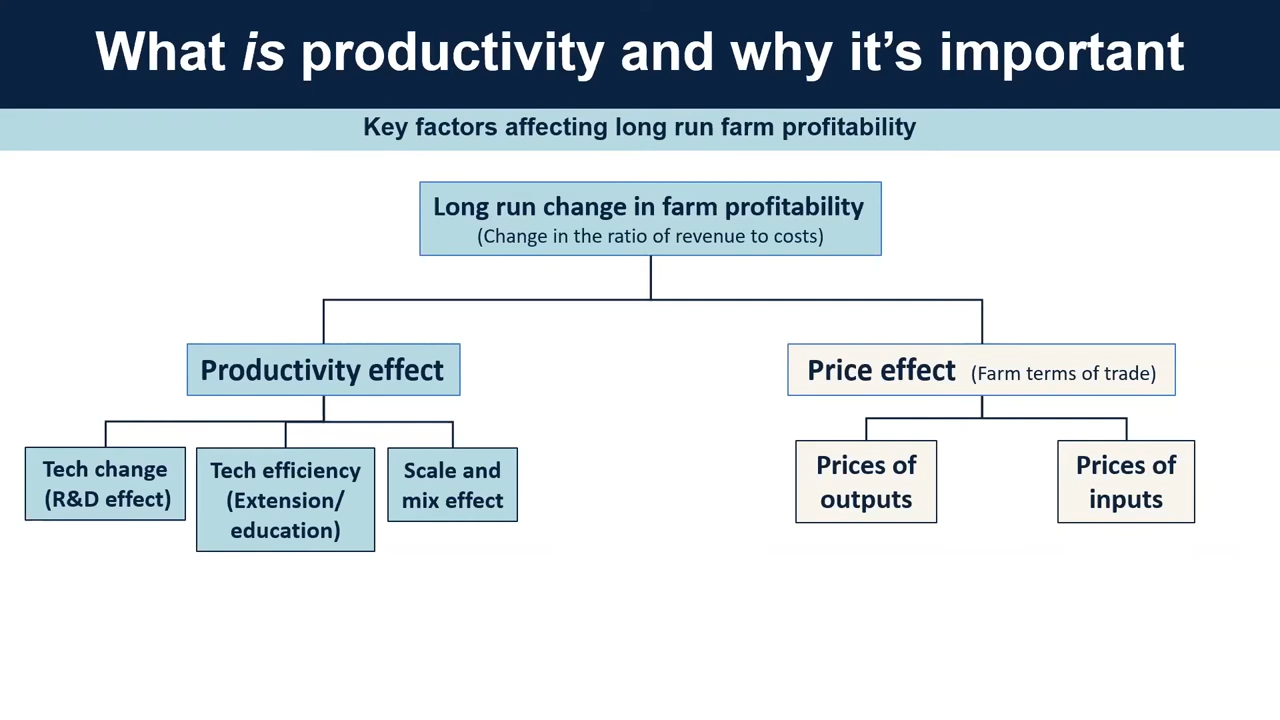 What is productivity and why it’s important
Key factors affecting long run farm profitability
Long run change in farm profitability
(Change in the ratio of revenue to costs)
Productivity effect
Price effect (Farm terms of trade)
Tech change
(R&D effect)
Tech efficiency
(Extension/
education)
Scale and
mix effect
Prices of
outputs
Prices of
inputs